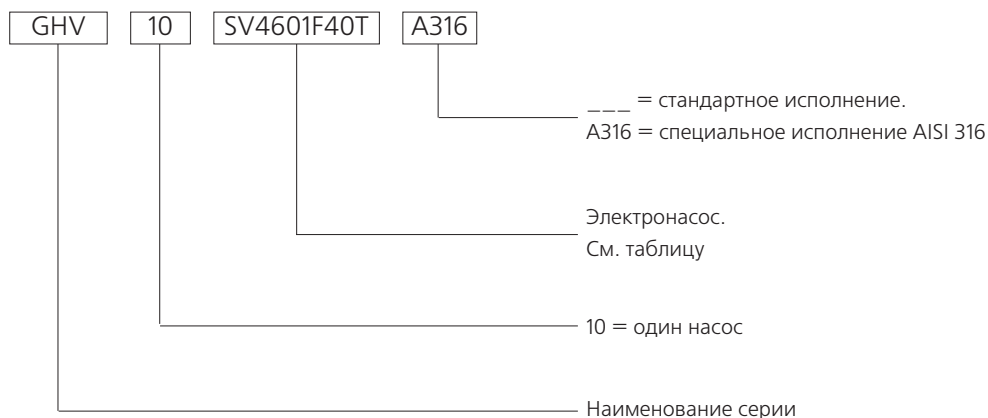 GHV 10 SV4601F40T A316
___ = стандартное исполнение.
A316 = специальное исполнение AISI 316
Электронасос.
См. таблицу
10 = один насос
Наименование серии